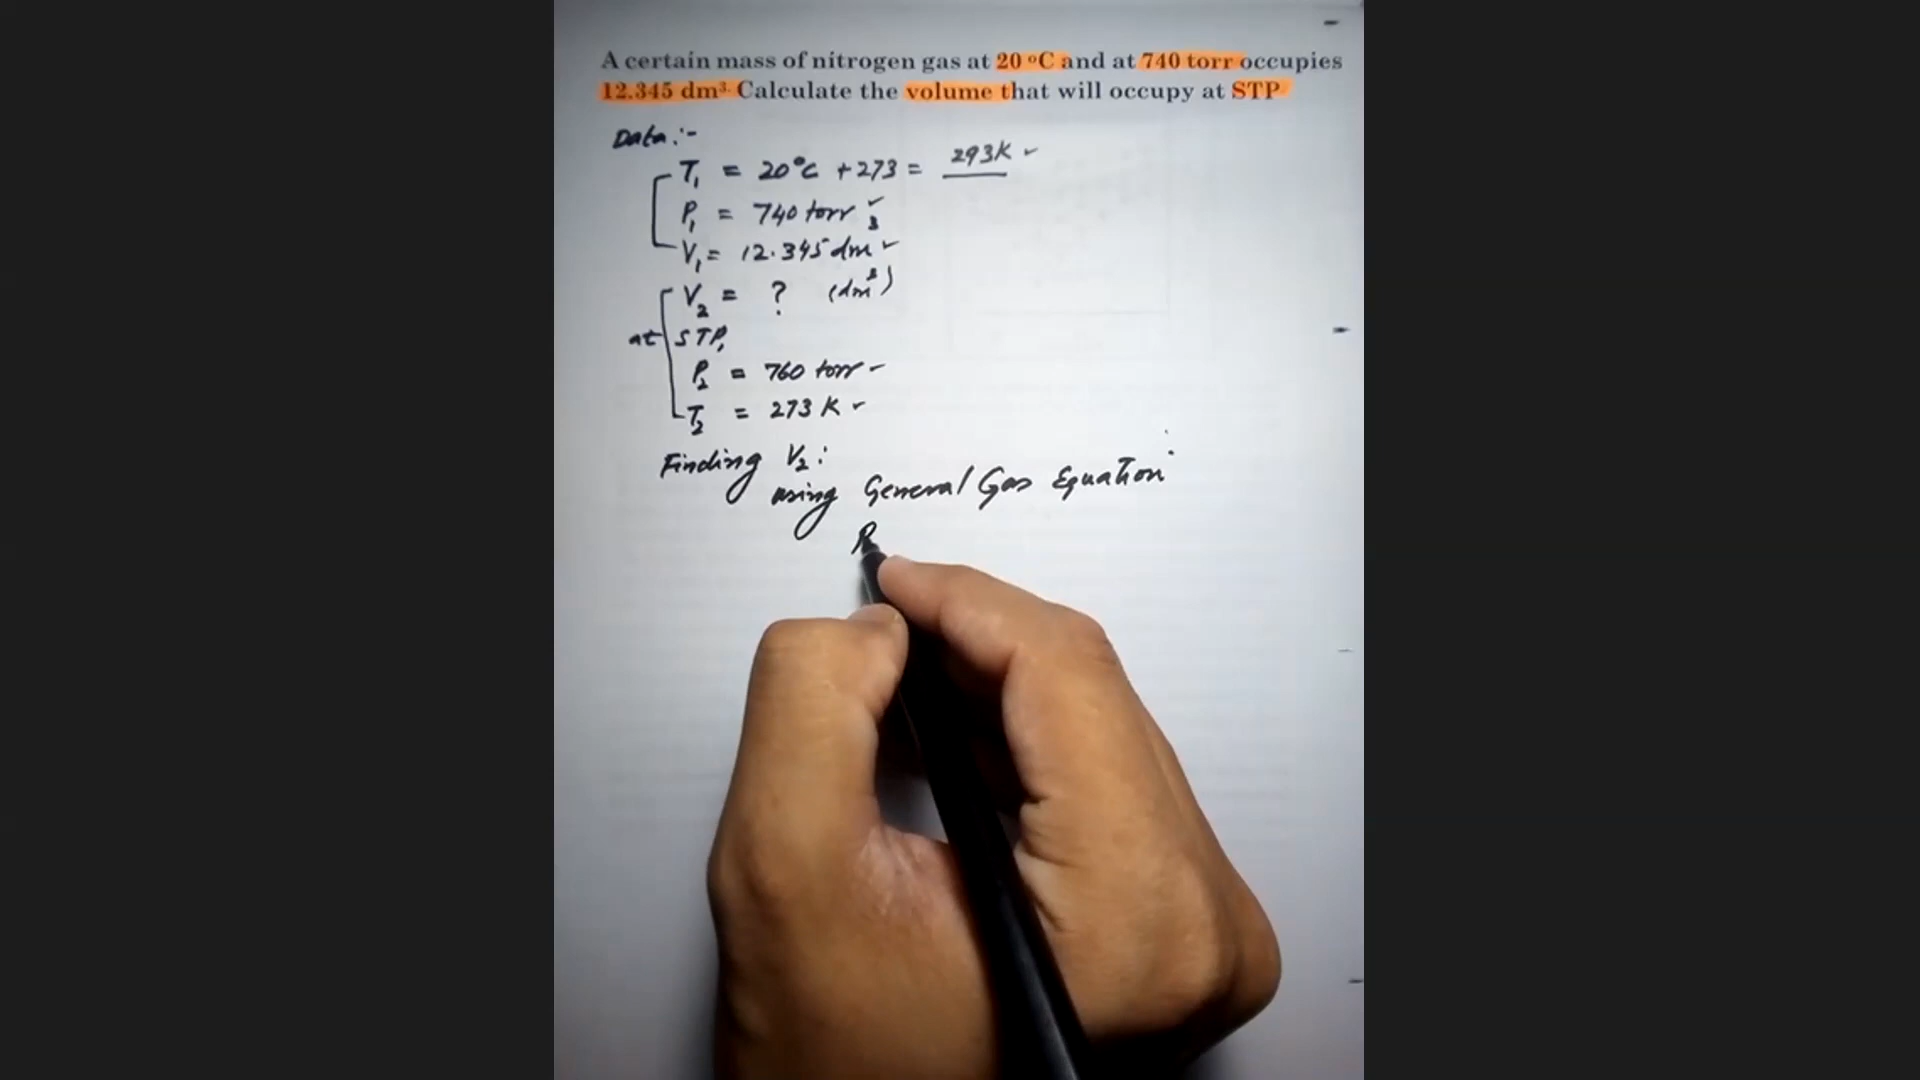 A certain mass of nitrogen gas at 20 °C and at 740 torr occupies
12.345 dm³. Calculate the volume that will occupy at STP
Data :-
T₁ = 20°C + 273 = 293K ✓
P₁ = 740 torr ✓
V₁ = 12.345 dm³ ✓
V₂ = ? (dm³)
at STP,
P₂ = 760 torr ✓
T₂ = 273 K ✓
Finding V₂ :
using General Gas Equation
P